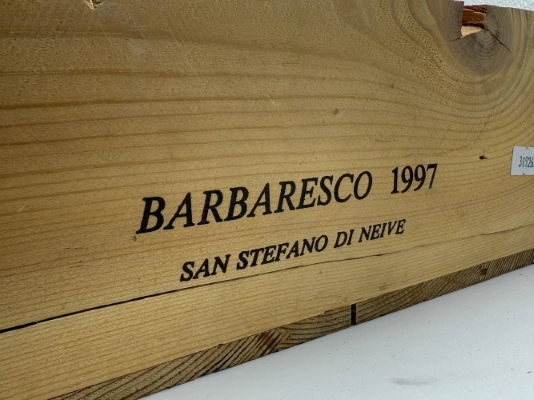 BARBARESCO 1997
SAN STEFANO DI NEIVE